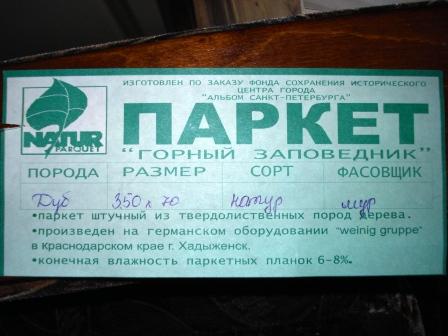 ИЗГОТОВЛЕН ПО ЗАКАЗУ ФОНДА СОХРАНЕНИЯ ИСТОРИЧЕСКОГО
ЦЕНТРА ГОРОДА
"АЛЬБОМ САНКТ-ПЕТЕРБУРГА"
NATUR
PARQUET
ПАРКЕТ
"ГОРНЫЙ ЗАПОВЕДНИК"
ПОРОДА РАЗМЕР СОРТ ФАСОВЩИК
Дуб 350 x 70 натур мур
•паркет штучный из твердолиственных пород дерева.
•произведен на германском оборудовании "weinig gruppe"
в Краснодарском крае г. Хадыженск.
•конечная влажность паркетных планок 6-8%.